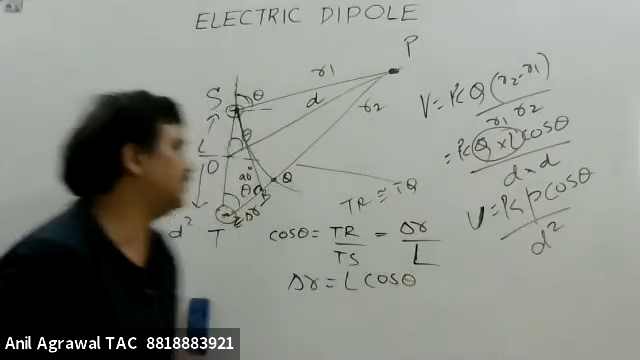 ELECTRIC DIPOLE
P
r1
S
θ
d
r2
θ
L
O
90°
θ
Q
Δr
d²
T
TR ≅ TQ
cosθ = TR/TS = Δr/L
Δr = L cosθ
V = KQ (r2-r1)/r1 r2
= K Q × L cosθ/d × d
V = K p cosθ/d²
Anil Agrawal TAC 8818883921